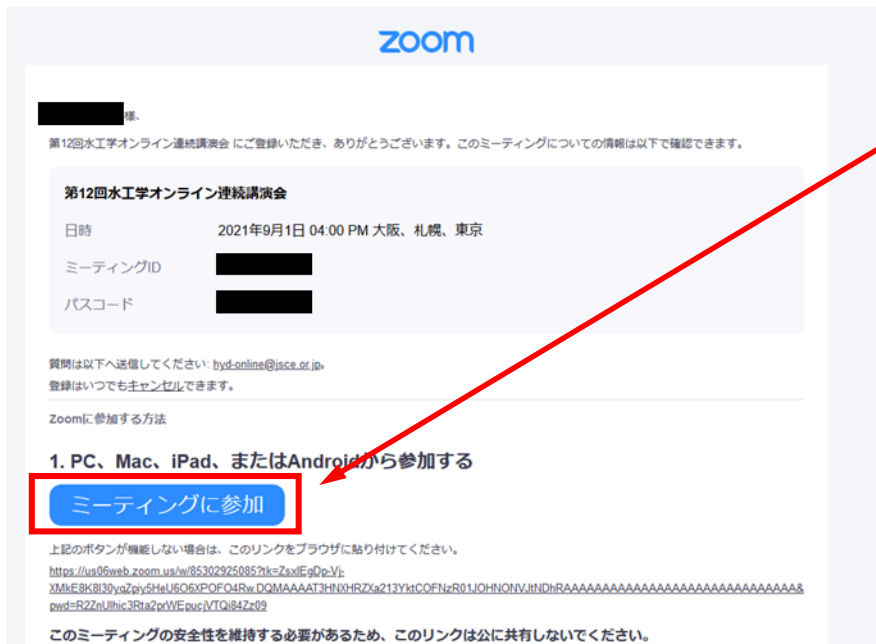 zoom
様、
第12回水工学オンライン連続講演会 にご登録いただき、ありがとうございます。このミーティングについての情報は以下で確認できます。
第12回水工学オンライン連続講演会
日時 2021年9月1日 04:00 PM 大阪、札幌、東京
ミーティングID
パスコード
質問は以下へ送信してください: hyd-online@jsce.or.jp。
登録はいつでもキャンセルできます。
Zoomに参加する方法
1. PC、Mac、iPad、またはAndroidから参加する
ミーティングに参加
上記のボタンが機能しない場合は、このリンクをブラウザに貼り付けてください。
https://us06web.zoom.us/w/85302925085?tk=ZsxlEgDp-Vj-
XMkE8K8I30yqZpiy5HeU6O6XPOFO4Rw.DQMAAAAT3HNXHRZXa213YktCOFNzR01JOHNONVJtNDhRAAAAAAAAAAAAAAAAAAAAAAAAAAAAAA&
pwd=R2ZnUlhic3Rta2prWEpucjVTQi84Zz09
このミーティングの安全性を維持する必要があるため、このリンクは公に共有しないでください。